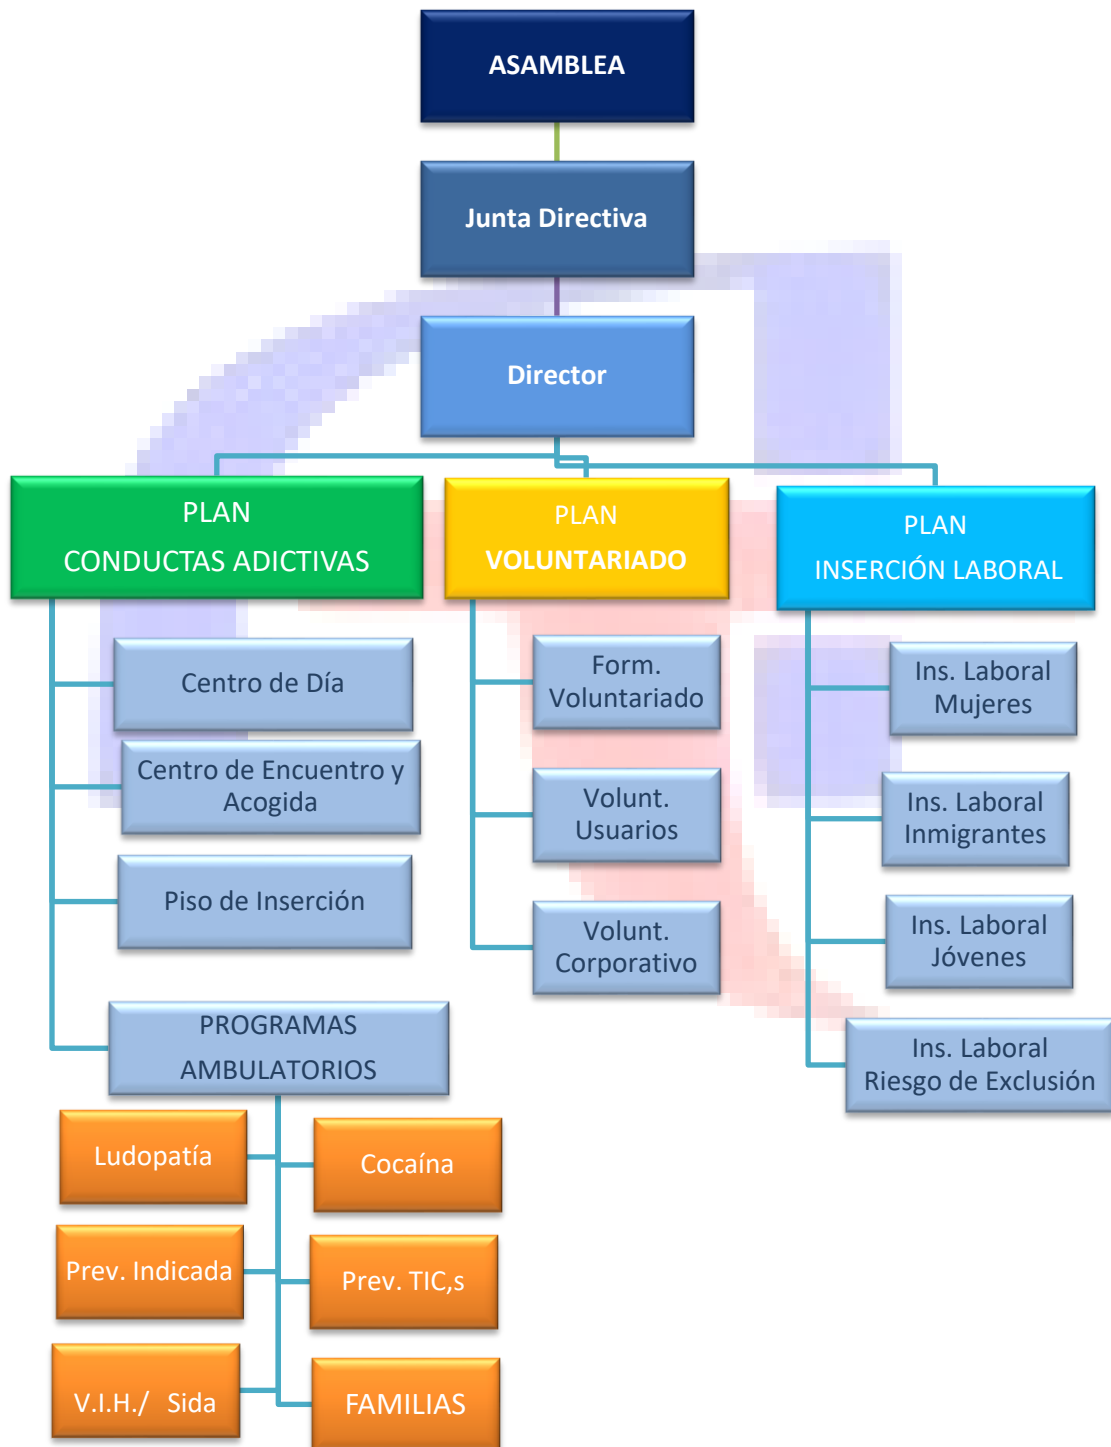 ASAMBLEA
Junta Directiva
Director
PLAN
CONDUCTAS ADICTIVAS
PLAN
VOLUNTARIADO
PLAN
INSERCIÓN LABORAL
Centro de Día
Centro de Encuentro y
Acogida
Piso de Inserción
PROGRAMAS
AMBULATORIOS
Ludopatía
Cocaína
Prev. Indicada
Prev. TIC,s
V.I.H./ Sida
FAMILIAS
Form.
Voluntariado
Volunt.
Usuarios
Volunt.
Corporativo
Ins. Laboral
Mujeres
Ins. Laboral
Inmigrantes
Ins. Laboral
Jóvenes
Ins. Laboral
Riesgo de Exclusión